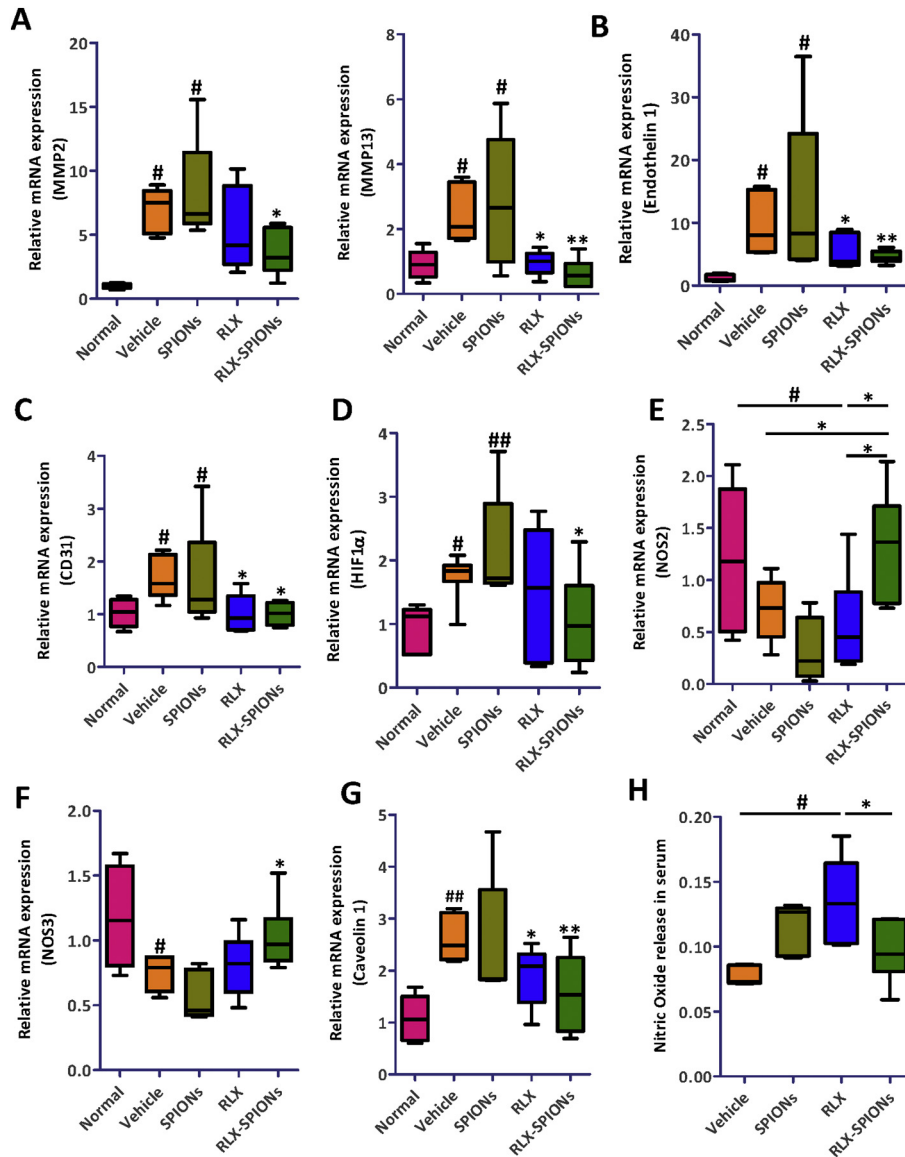 A
Relative mRNA expression
(MMP2)
20
15
10
5
0
#
#
*
Normal
Vehicle
SPIONs
RLX
RLX-SPIONs
Relative mRNA expression
(MMP13)
8
6
4
2
0
#
#
*
**
Normal
Vehicle
SPIONs
RLX
RLX-SPIONs
B
Relative mRNA expression
(Endothelin 1)
40
30
20
10
0
#
#
*
**
Normal
Vehicle
SPIONs
RLX
RLX-SPIONs
C
Relative mRNA expression
(CD31)
4
3
2
1
0
#
#
*
*
Normal
Vehicle
SPIONs
RLX
RLX-SPIONs
D
Relative mRNA expression
(HIF1α)
4
3
2
1
0
#
##
*
Normal
Vehicle
SPIONs
RLX
RLX-SPIONs
E
Relative mRNA expression
(NOS2)
2.5
2.0
1.5
1.0
0.5
0.0
# *
*
*
Normal
Vehicle
SPIONs
RLX
RLX-SPIONs
F
Relative mRNA expression
(NOS3)
2.0
1.5
1.0
0.5
0.0
#
*
Normal
Vehicle
SPIONs
RLX
RLX-SPIONs
G
Relative mRNA expression
(Caveolin 1)
5
4
3
2
1
0
##
*
**
Normal
Vehicle
SPIONs
RLX
RLX-SPIONs
H
Nitric Oxide release in serum
0.20
0.15
0.10
0.05
0.00
# *
Vehicle
SPIONs
RLX
RLX-SPIONs